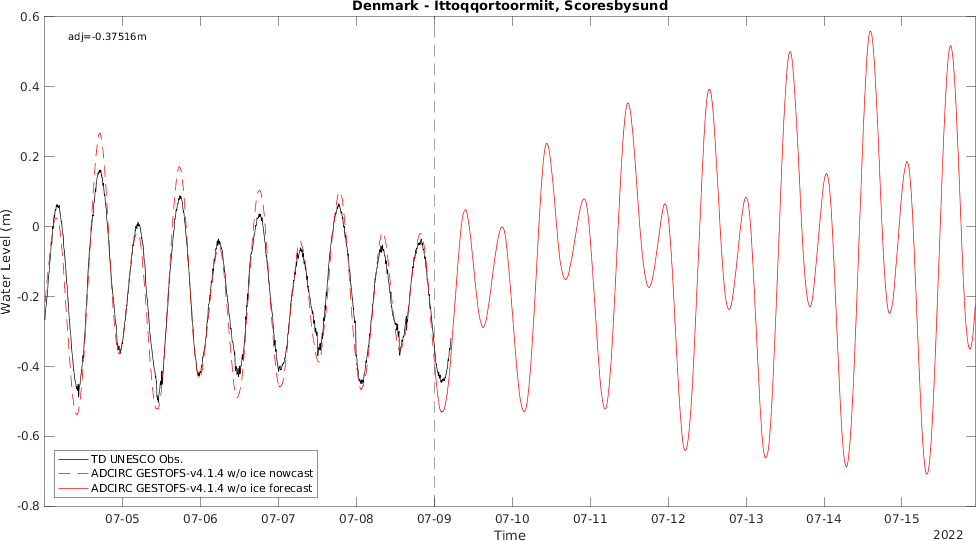 Denmark - Ittoqqortoormiit, Scoresbysund
adj=-0.37516m
0.6
0.4
0.2
0
-0.2
-0.4
-0.6
-0.8
Water Level (m)
TD UNESCO Obs.
ADCIRC GESTOFS-v4.1.4 w/o ice nowcast
ADCIRC GESTOFS-v4.1.4 w/o ice forecast
07-05 07-06 07-07 07-08 07-09 07-10 07-11 07-12 07-13 07-14 07-15
Time
2022